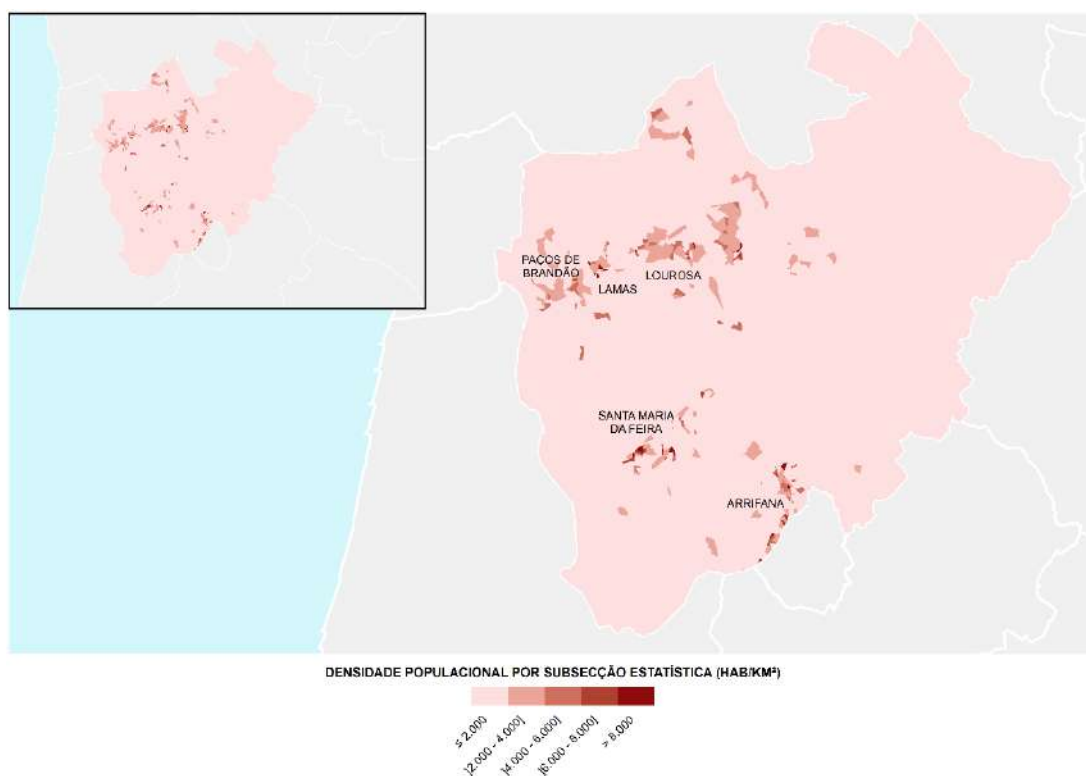 PAÇOS DE
BRANDÃO
LAMAS
LOUROSA
SANTA MARIA
DA FEIRA
ARRIFANA
DENSIDADE POPULACIONAL POR SUBSECÇÃO ESTATÍSTICA (HAB/KM²)
≤ 2.000
]2.000 - 4.000]
]4.000 - 6.000]
]6.000 - 8.000]
> 8.000